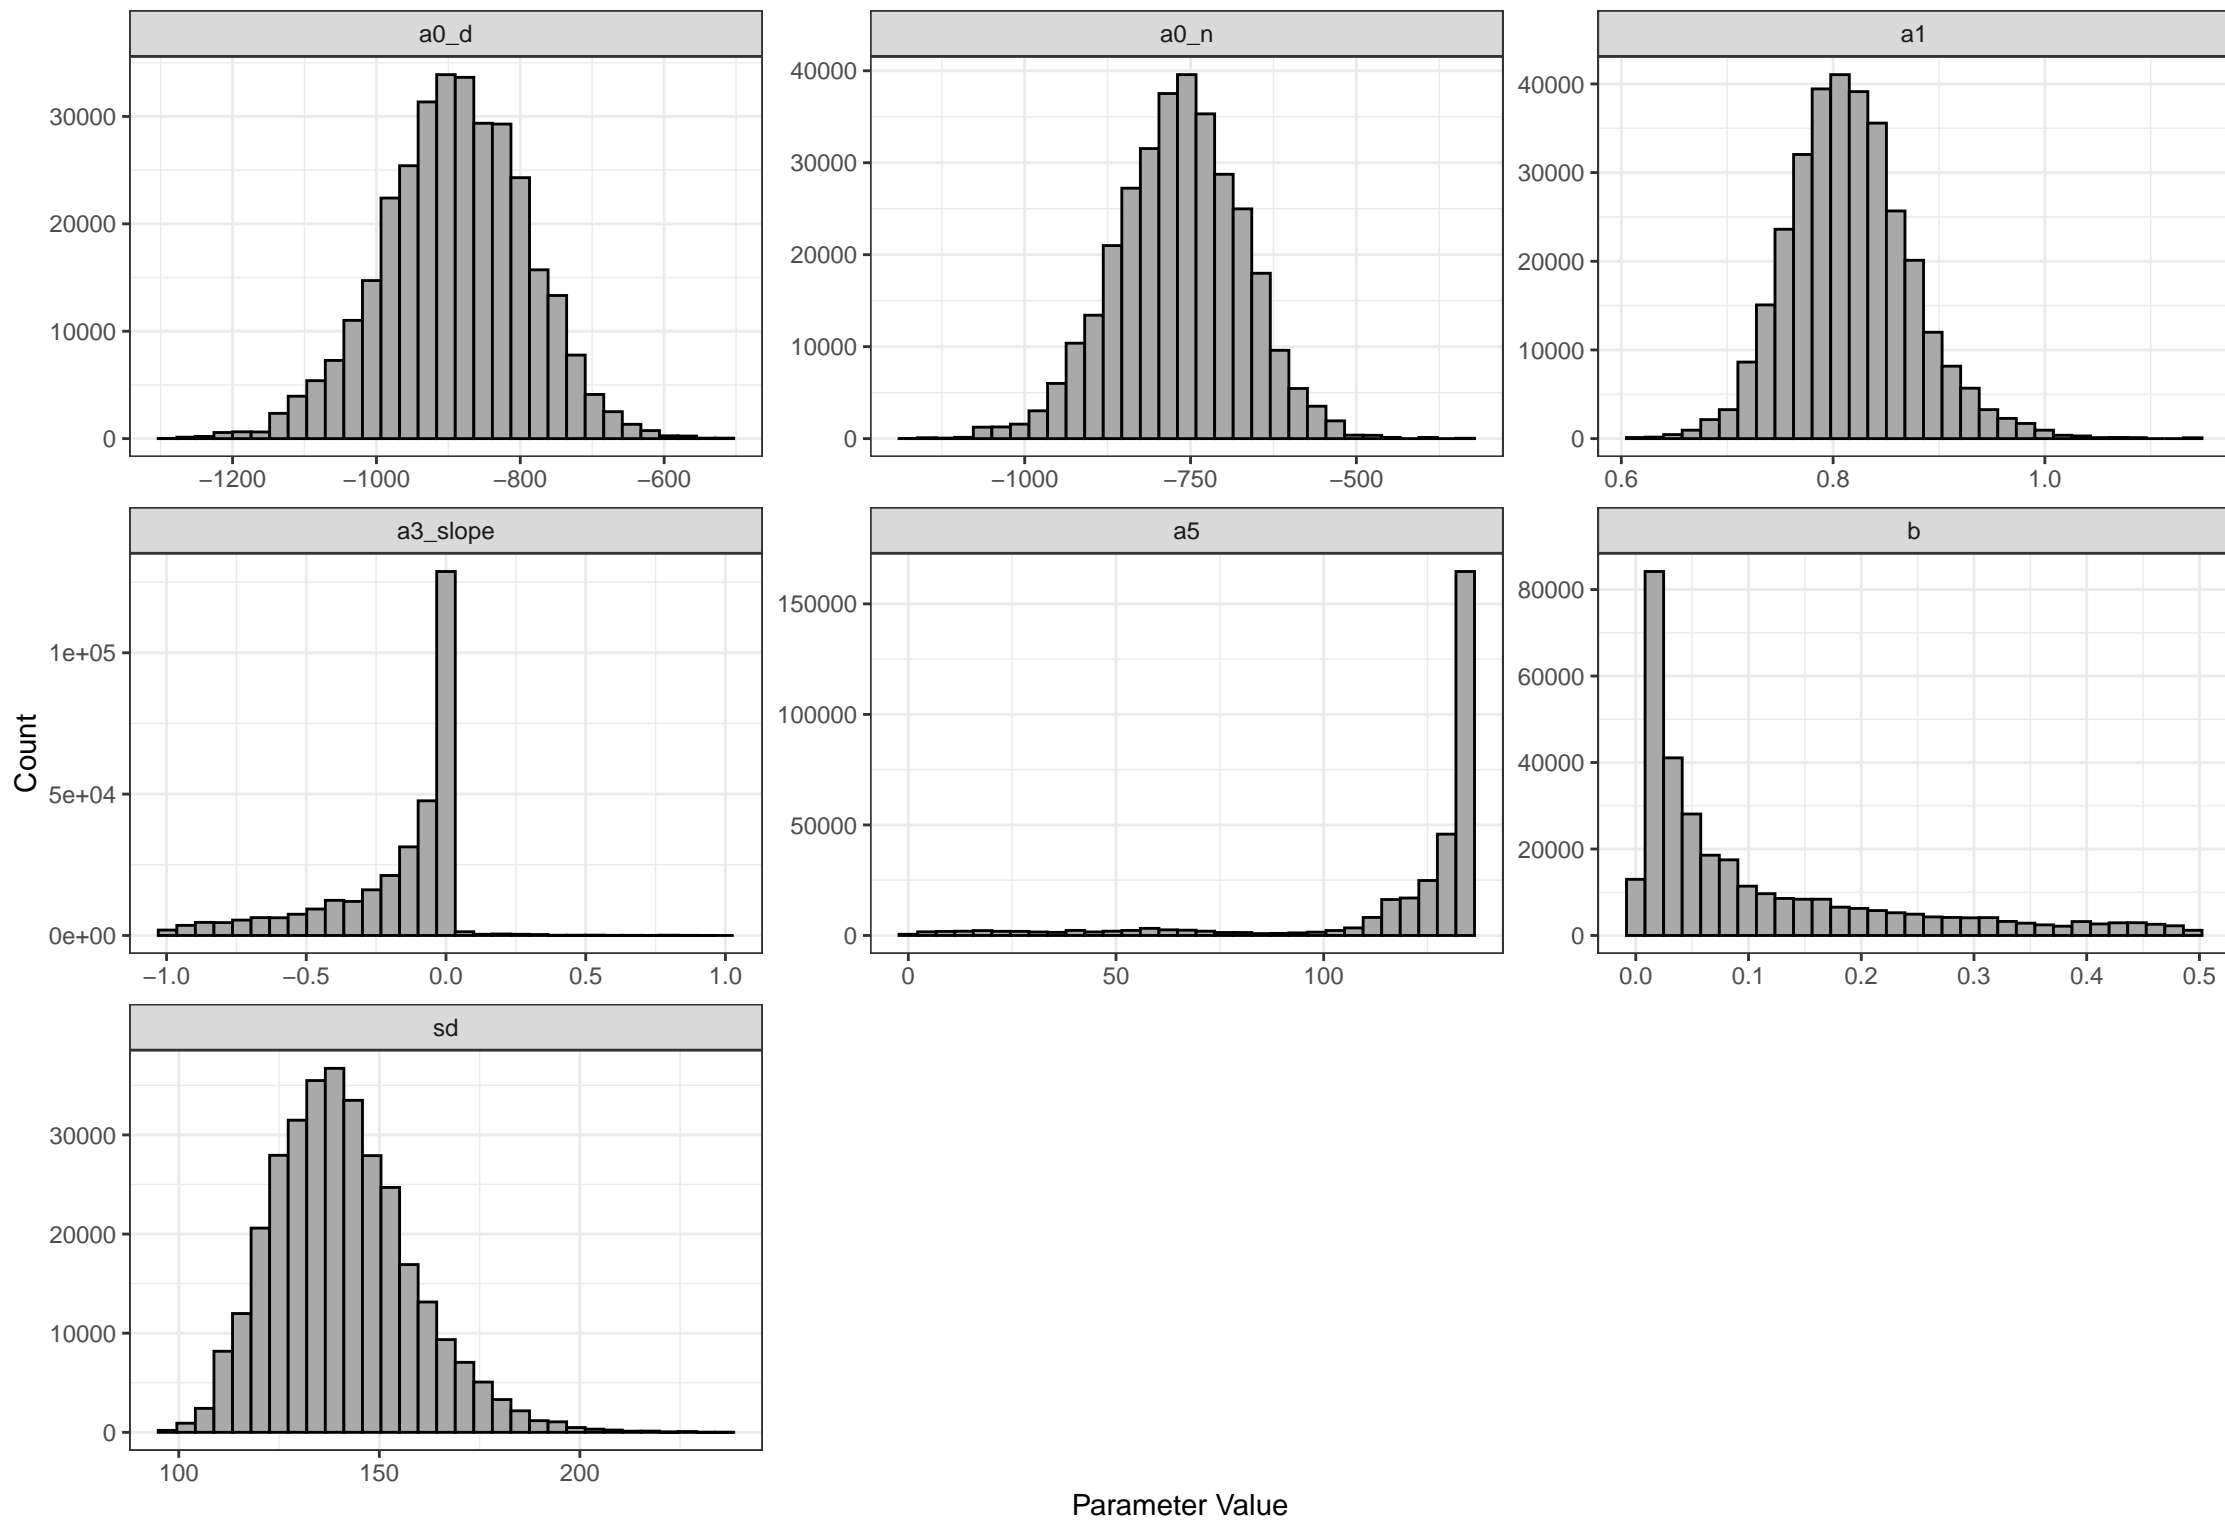 a0_d a0_n a1
30000 40000 40000
20000 30000 30000
10000 20000 20000
0 10000 10000
0 0
−1200 −1000 −800 −600 −1000 −750 −500 0.6 0.8 1.0
a3_slope a5 b
1e+05 150000 80000
5e+04 100000 60000
0e+00 50000 40000
0 20000
0
−1.0 −0.5 0.0 0.5 1.0 0 50 100 0.0 0.1 0.2 0.3 0.4 0.5
Count
sd
30000
20000
10000
0
100 150 200
Parameter Value